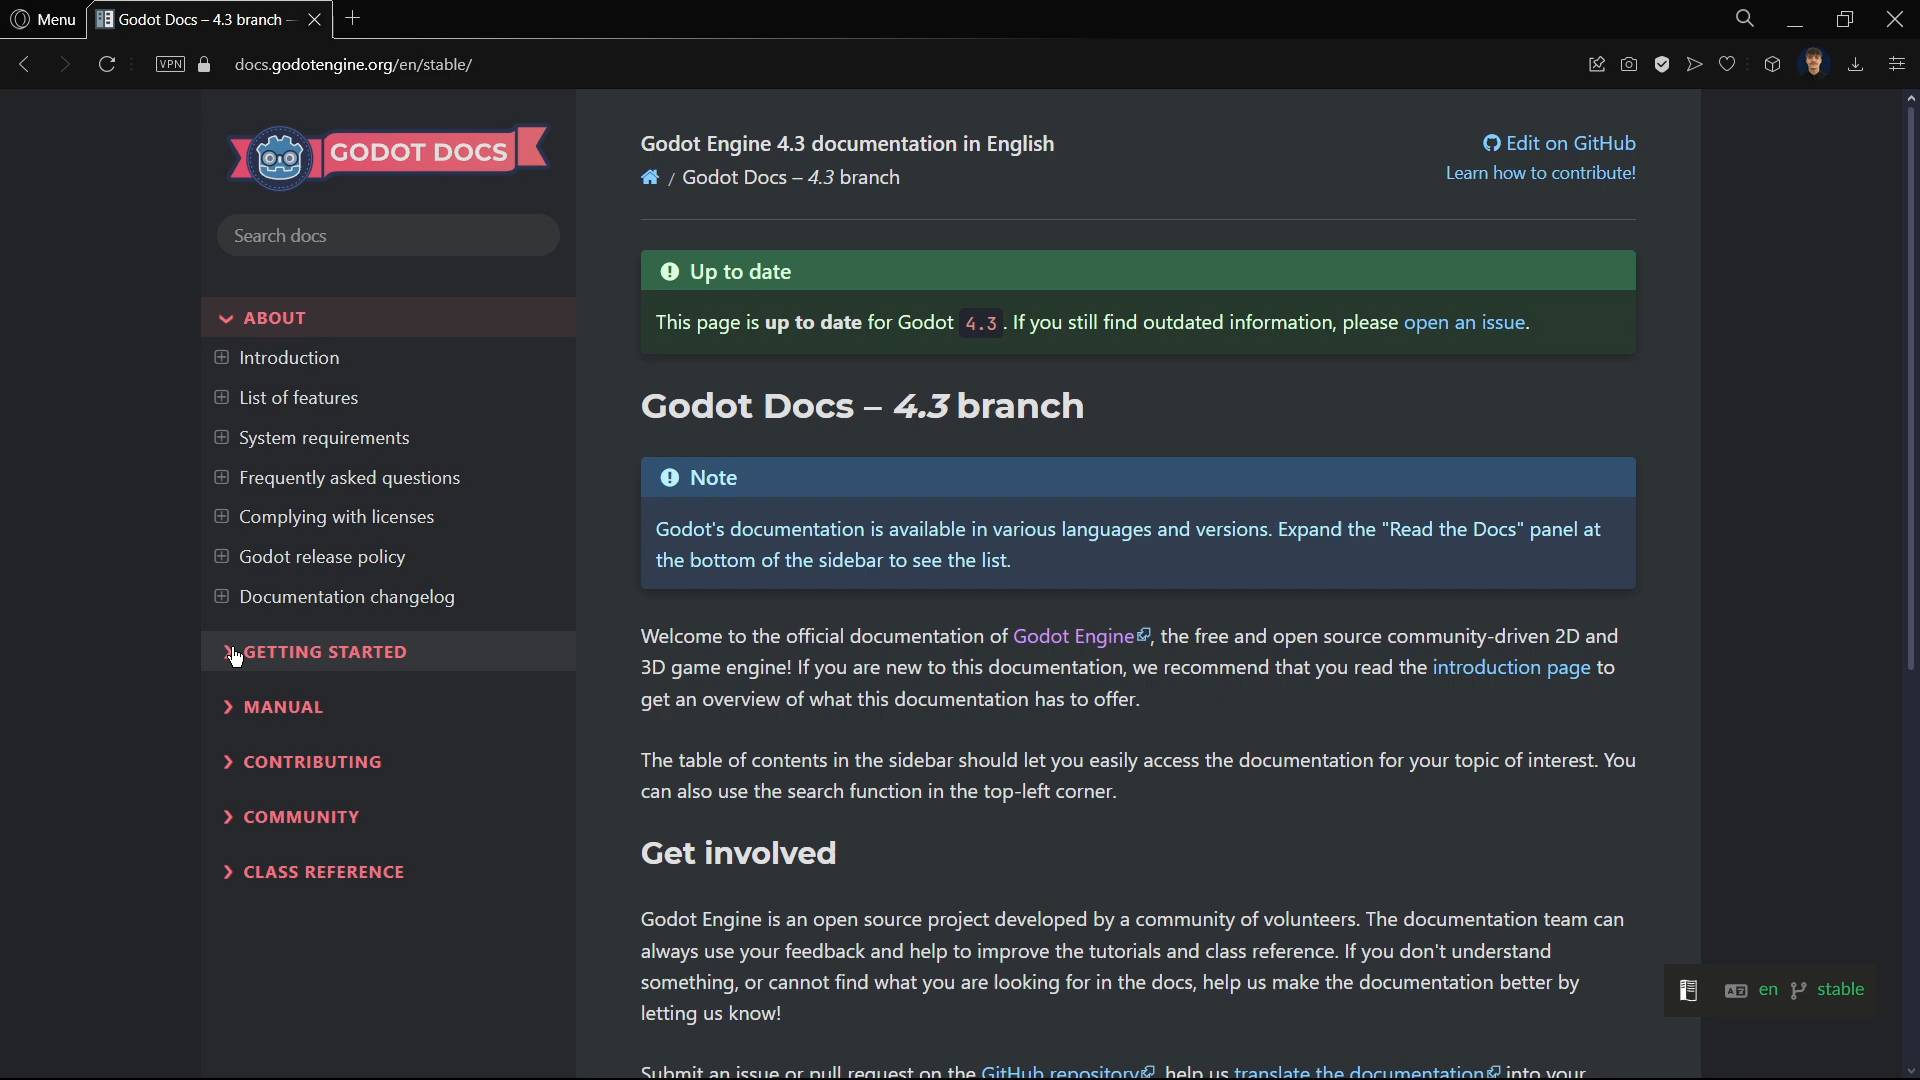 Menu
Godot Docs – 4.3 branch –
VPN
docs.godotengine.org/en/stable/
GODOT DOCS
Search docs
ABOUT
Introduction
List of features
System requirements
Frequently asked questions
Complying with licenses
Godot release policy
Documentation changelog
GETTING STARTED
MANUAL
CONTRIBUTING
COMMUNITY
CLASS REFERENCE
Godot Engine 4.3 documentation in English
Edit on GitHub
/ Godot Docs – 4.3 branch
Learn how to contribute!
Up to date
This page is up to date for Godot 4.3. If you still find outdated information, please open an issue.
Godot Docs – 4.3 branch
Note
Godot's documentation is available in various languages and versions. Expand the "Read the Docs" panel at
the bottom of the sidebar to see the list.
Welcome to the official documentation of Godot Engine, the free and open source community-driven 2D and
3D game engine! If you are new to this documentation, we recommend that you read the introduction page to
get an overview of what this documentation has to offer.
The table of contents in the sidebar should let you easily access the documentation for your topic of interest. You
can also use the search function in the top-left corner.
Get involved
Godot Engine is an open source project developed by a community of volunteers. The documentation team can
always use your feedback and help to improve the tutorials and class reference. If you don't understand
something, or cannot find what you are looking for in the docs, help us make the documentation better by
letting us know!
Submit an issue or pull request on the GitHub repository, help us translate the documentation into your
en stable